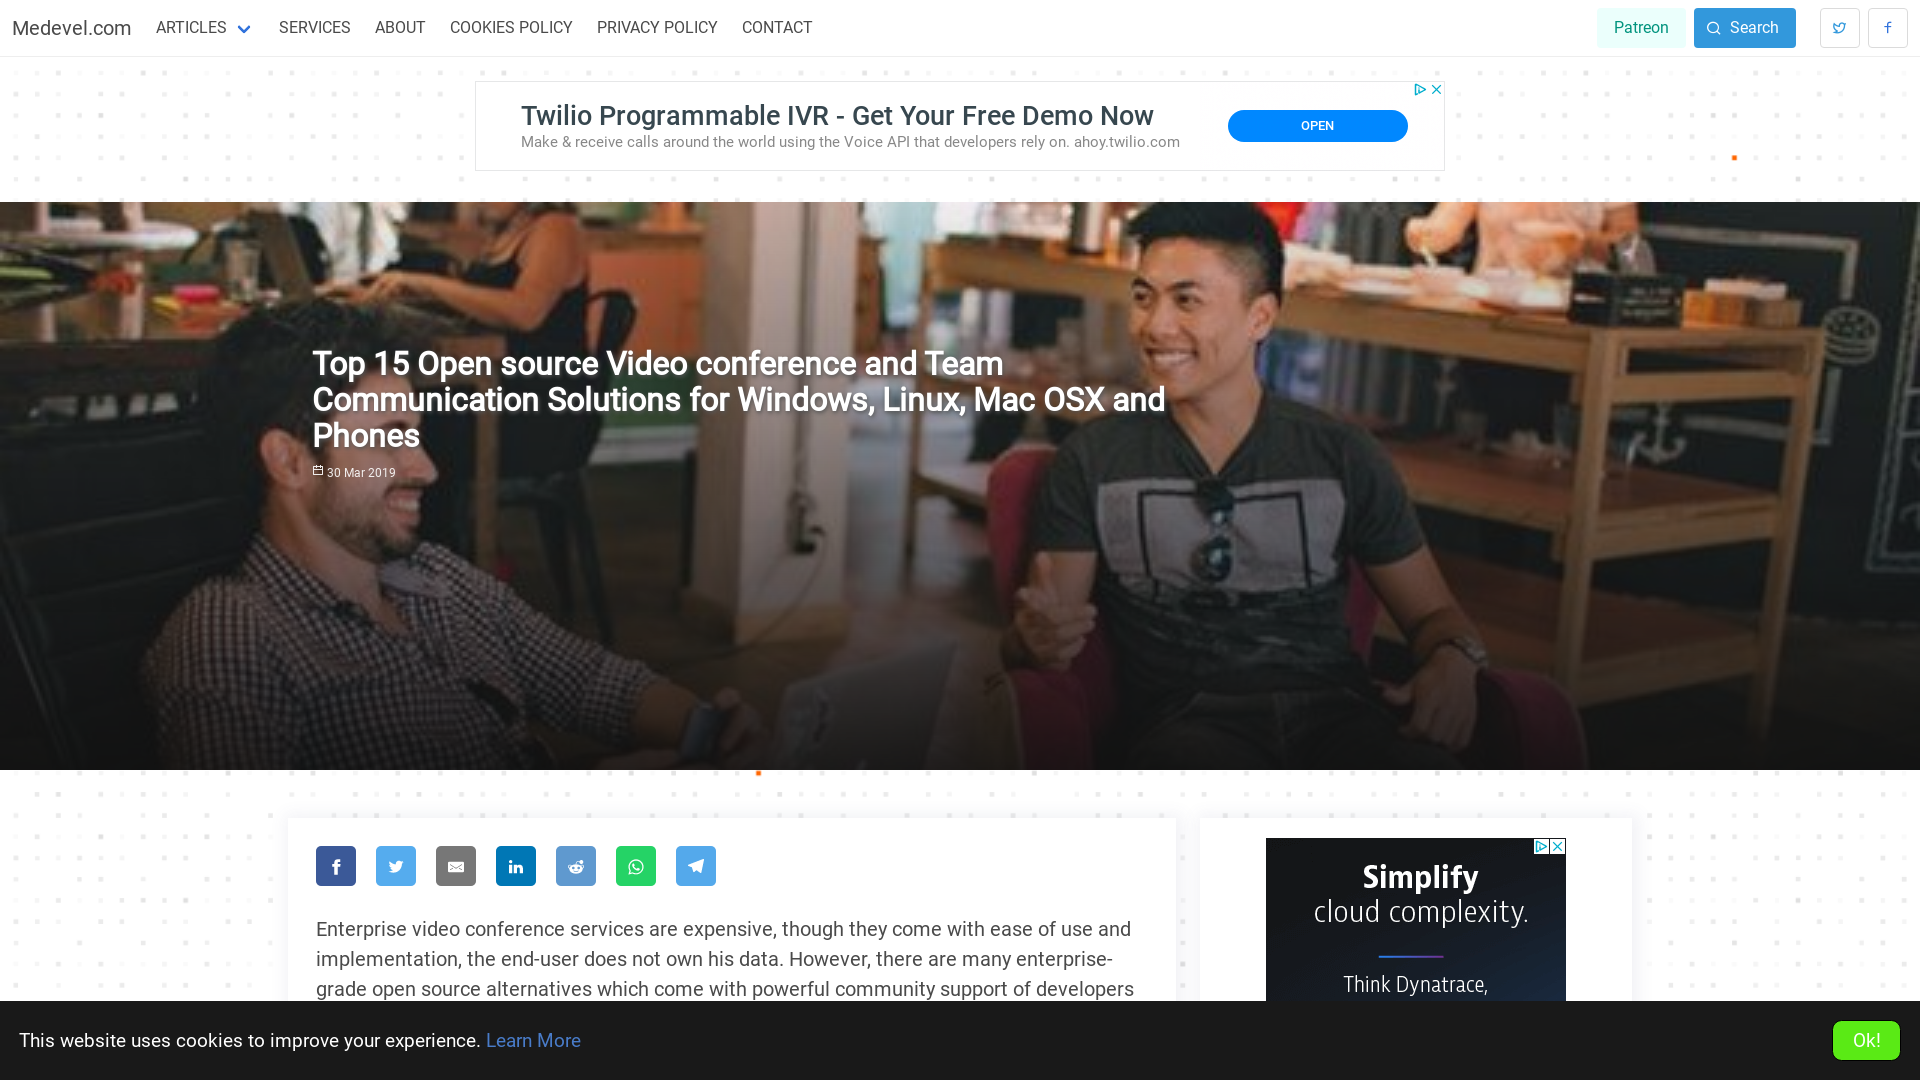 Medevel.com
ARTICLES
SERVICES
ABOUT
COOKIES POLICY
PRIVACY POLICY
CONTACT
Patreon
Search
Twilio Programmable IVR - Get Your Free Demo Now
Make & receive calls around the world using the Voice API that developers rely on. ahoy.twilio.com
OPEN
Top 15 Open source Video conference and Team
Communication Solutions for Windows, Linux, Mac OSX and
Phones
30 Mar 2019
Enterprise video conference services are expensive, though they come with ease of use and
implementation, the end-user does not own his data. However, there are many enterprise-
grade open source alternatives which come with powerful community support of developers
Simplify
cloud complexity.
Think Dynatrace,
This website uses cookies to improve your experience. Learn More
Ok!